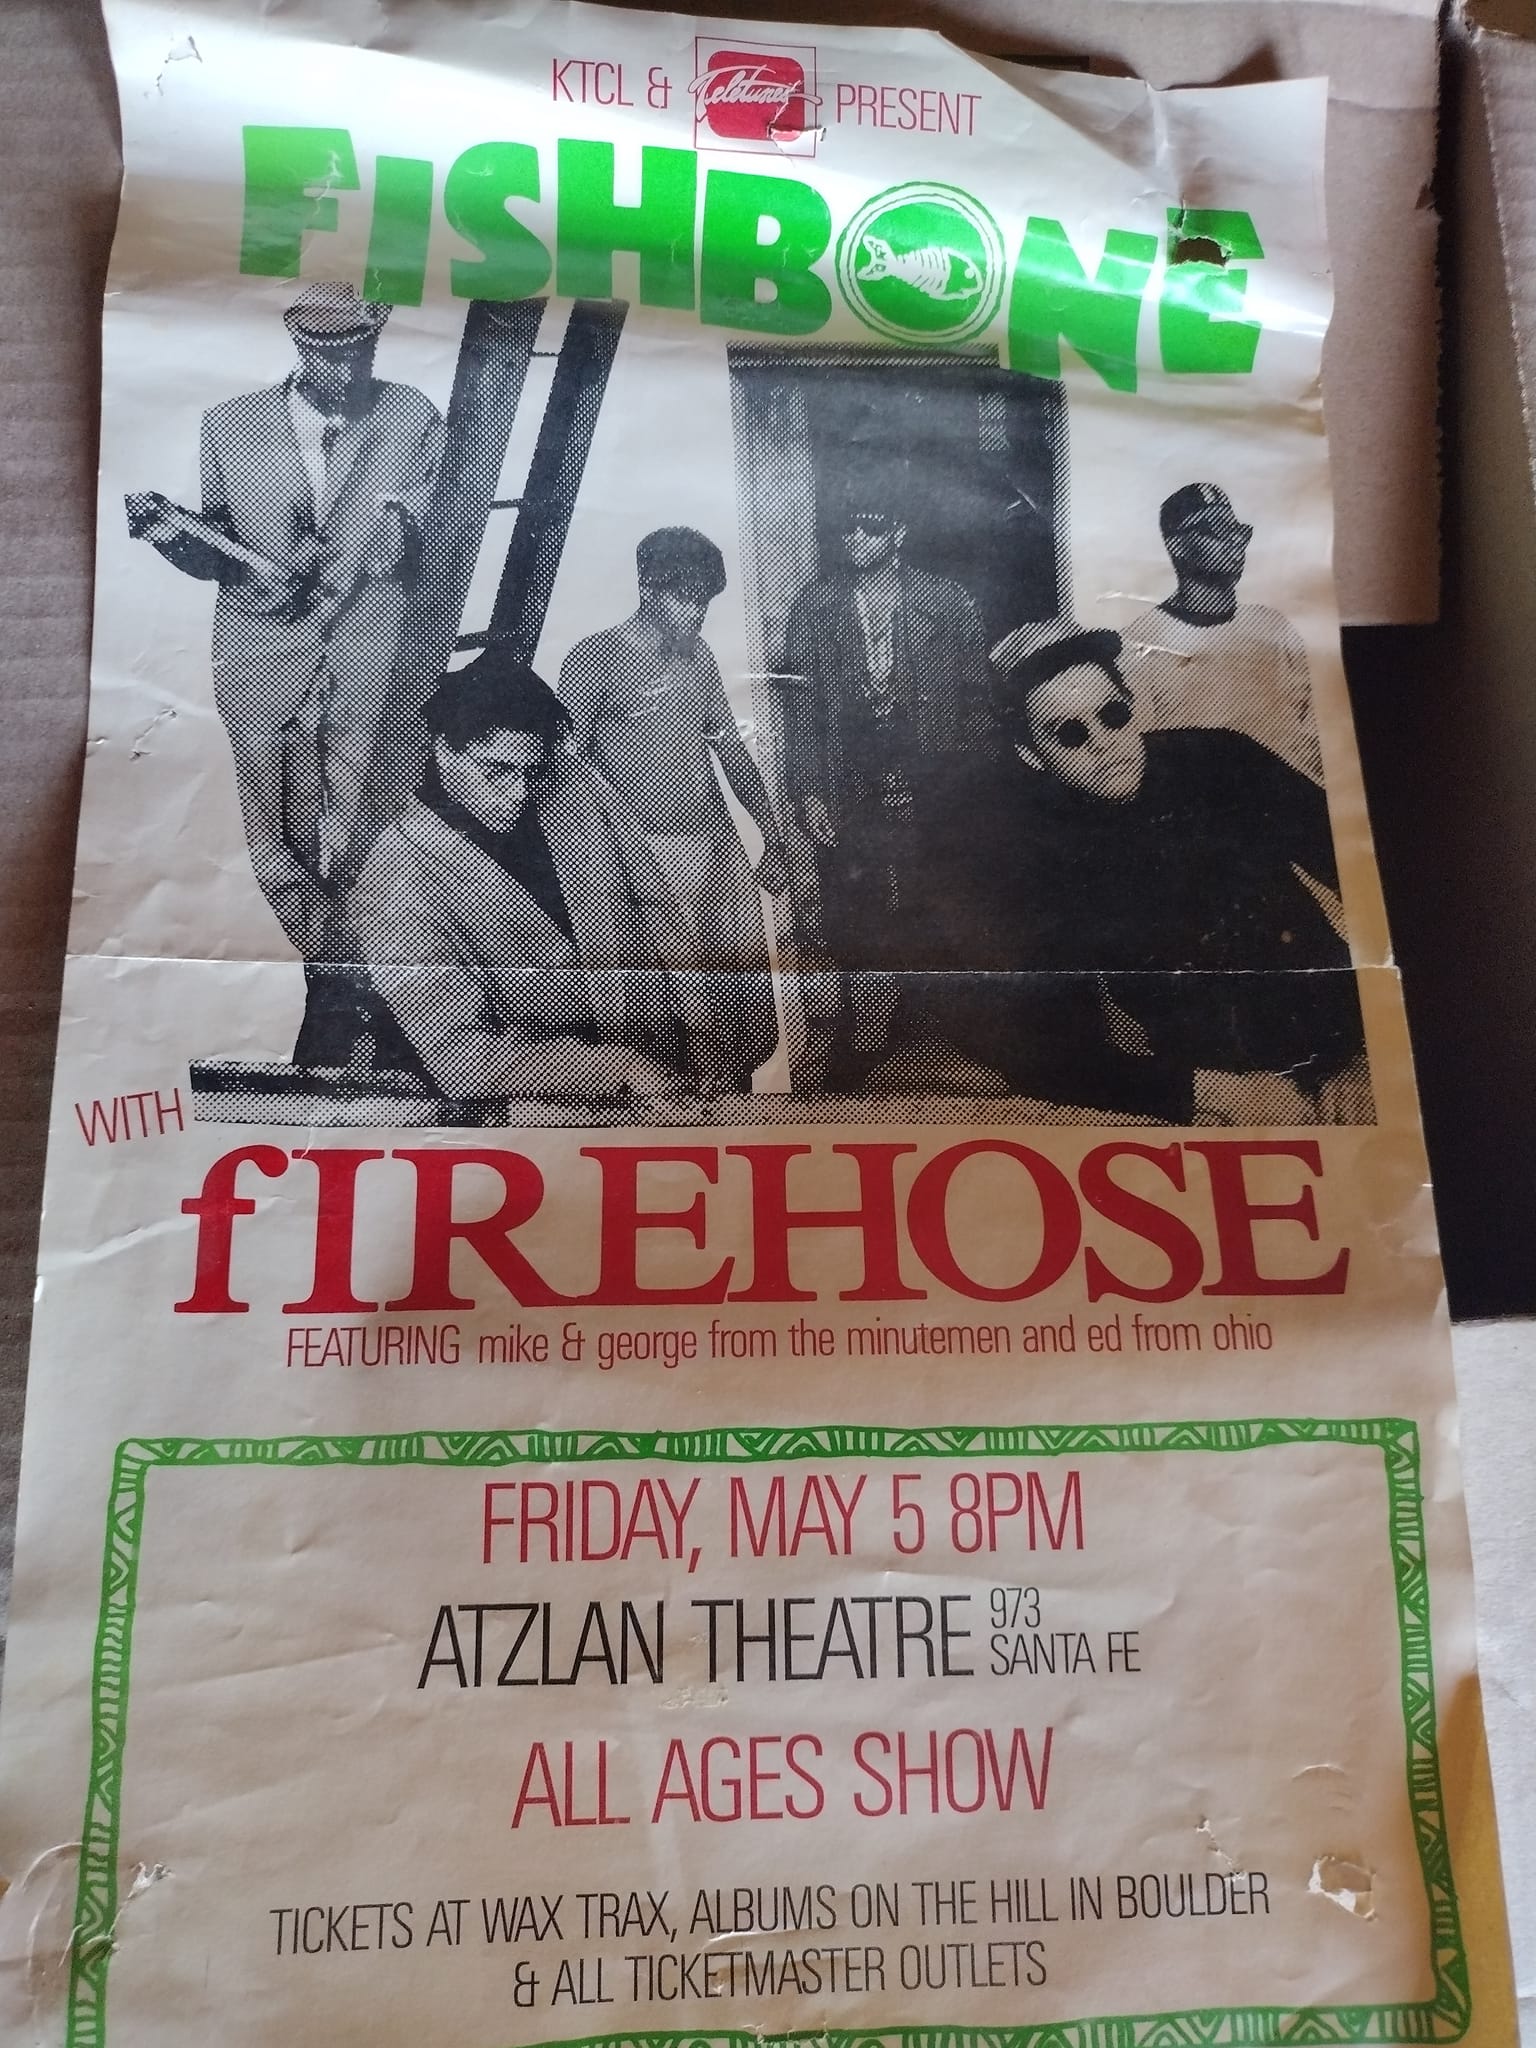 KTCL & Teletunes PRESENT
FISHBONE
WITH
fIREHOSE
FEATURING mike & george from the minutemen and ed from ohio
FRIDAY, MAY 5 8PM
ATZLAN THEATRE 973
SANTA FE
ALL AGES SHOW
TICKETS AT WAX TRAX, ALBUMS ON THE HILL IN BOULDER
& ALL TICKETMASTER OUTLETS